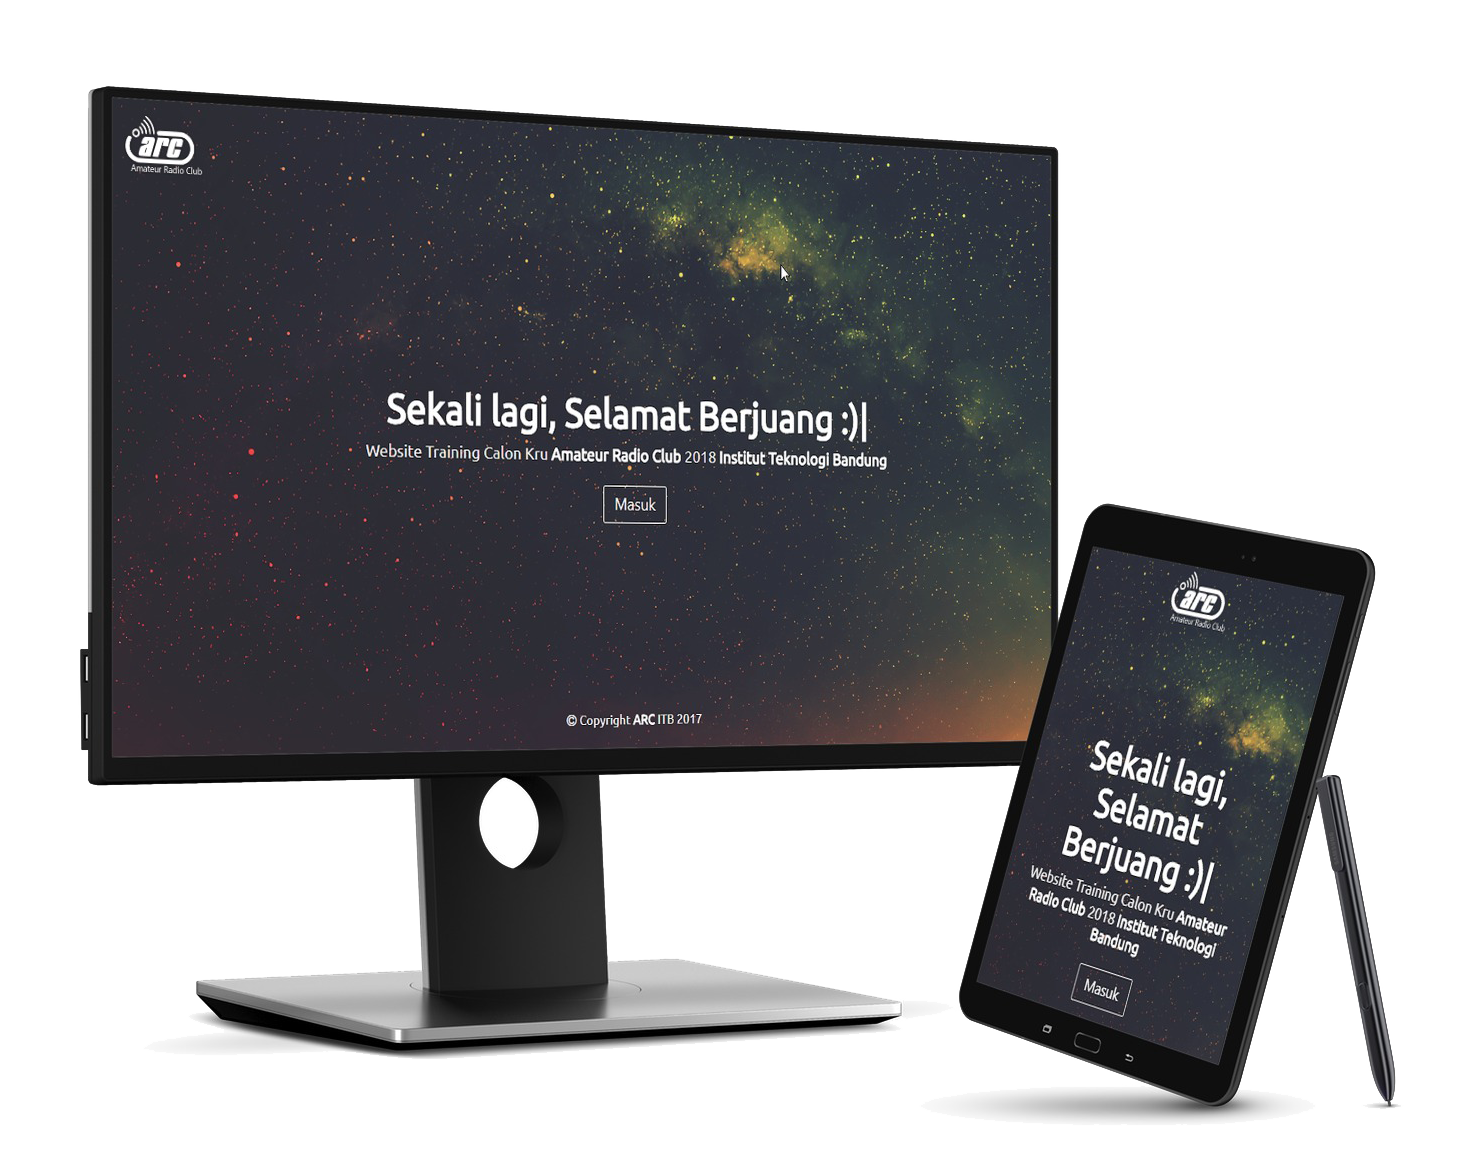 arc
Amateur Radio Club
Sekali lagi, Selamat Berjuang :)|
Website Training Calon Kru Amateur Radio Club 2018 Institut Teknologi Bandung
Masuk
© Copyright ARC ITB 2017
arc
Amateur Radio Club
Sekali lagi,
Selamat
Berjuang :)|
Website Training Calon Kru Amateur
Radio Club 2018 Institut Teknologi
Bandung
Masuk